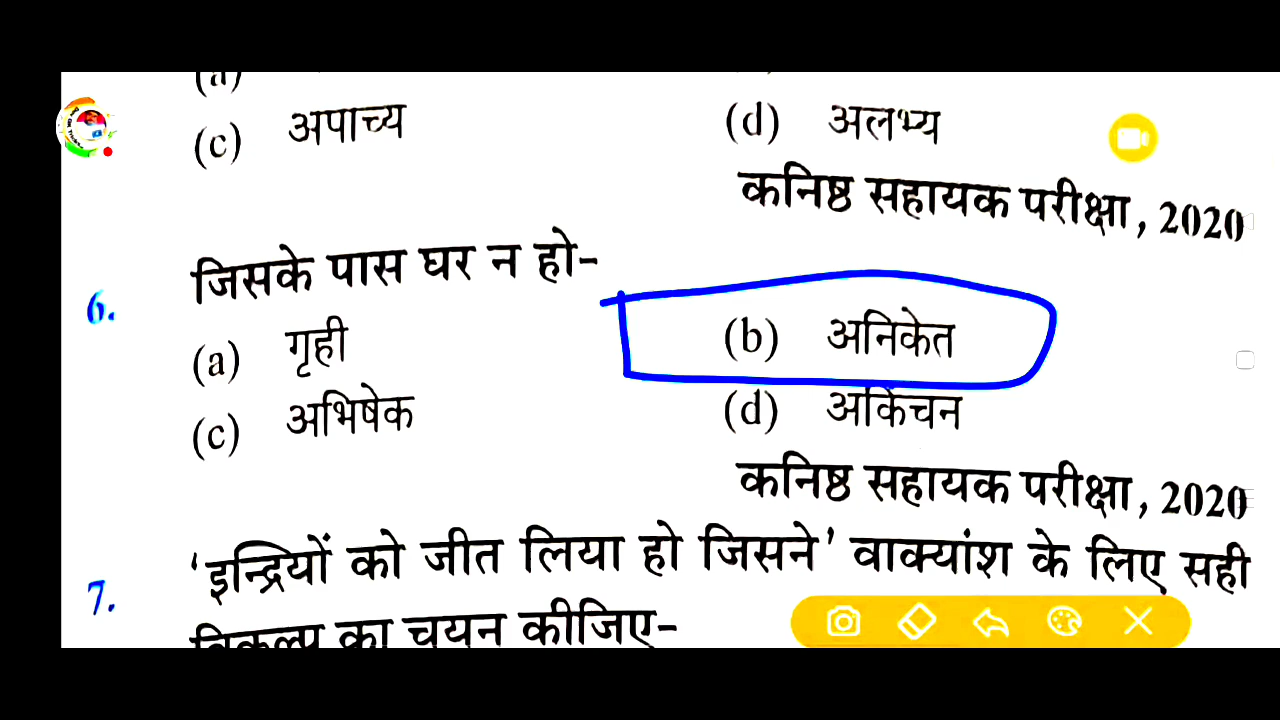 (c) अपाच्य (d) अलभ्य
कनिष्ठ सहायक परीक्षा, 2020
6. जिसके पास घर न हो-
(a) गृही (b) अनिकेत
(c) अभिषेक (d) अकिंचन
कनिष्ठ सहायक परीक्षा, 2020
7. 'इन्द्रियों को जीत लिया हो जिसने' वाक्यांश के लिए सही
विकल्प का चयन कीजिए-